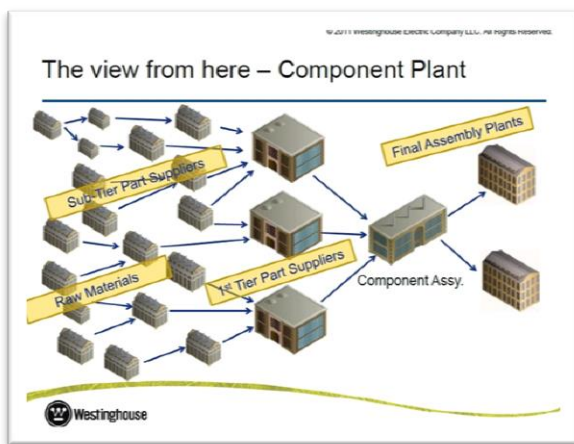 © 2011 Westinghouse Electric Company LLC. All Rights Reserved.
The view from here – Component Plant
Final Assembly Plants
Sub-Tier Part Suppliers
Raw Materials
1st Tier Part Suppliers
Component Assy.
W Westinghouse